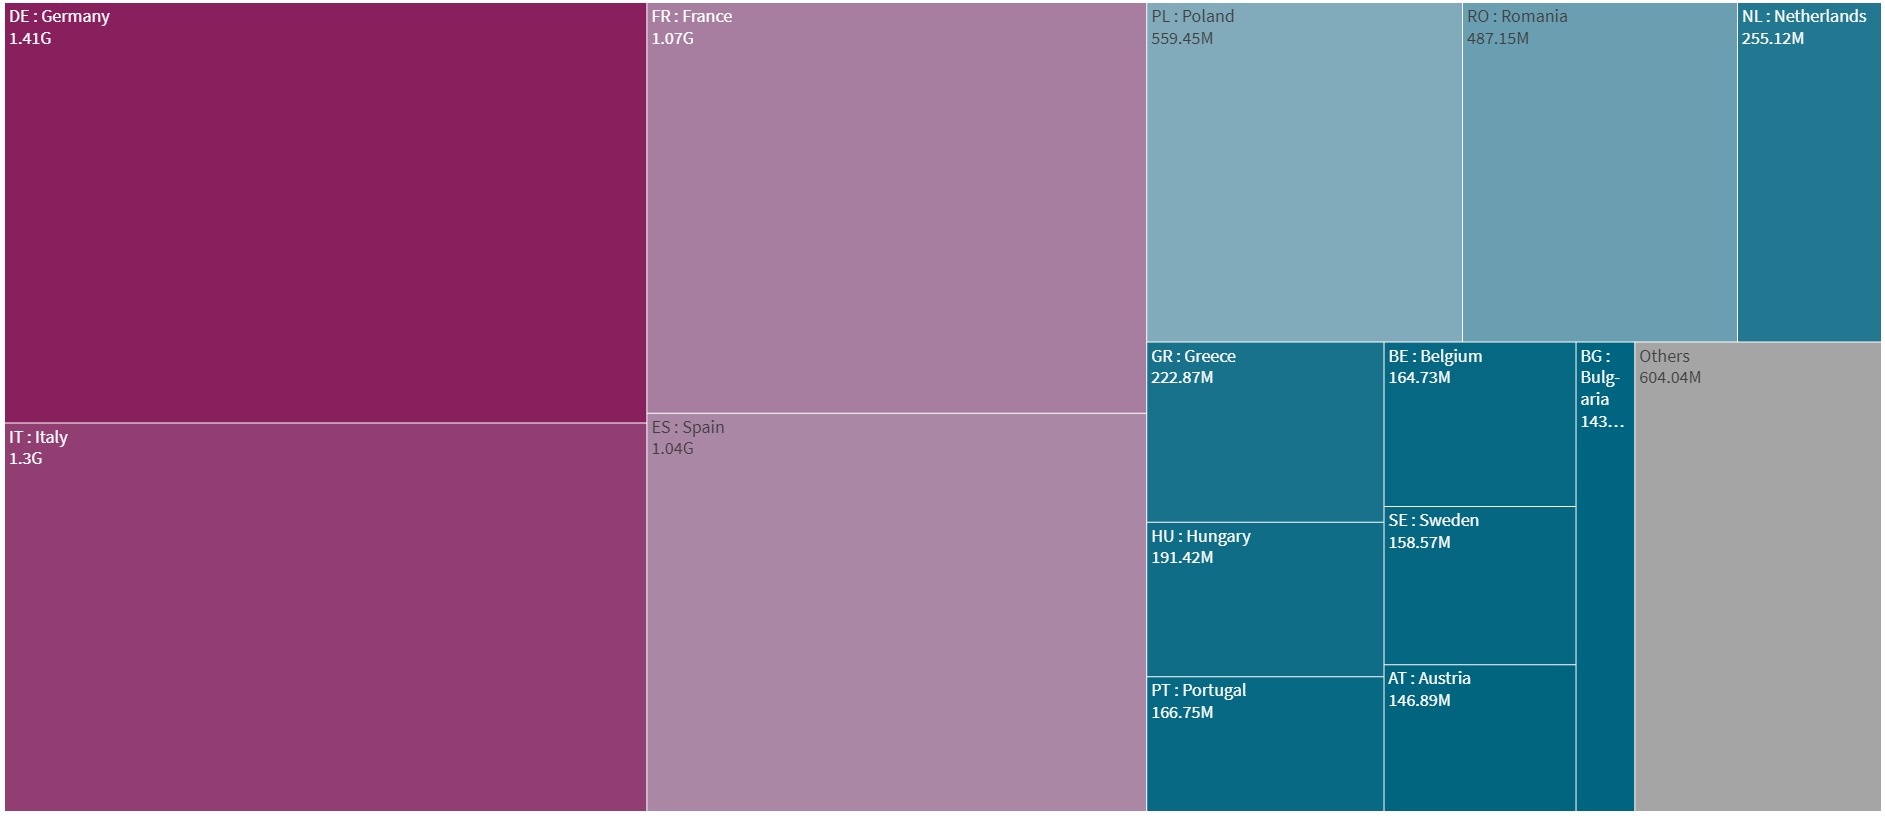 DE : Germany
1.41G
FR : France
1.07G
PL : Poland
559.45M
RO : Romania
487.15M
NL : Netherlands
255.12M
GR : Greece
222.87M
BE : Belgium
164.73M
BG :
Bulg-
aria
143...
Others
604.04M
IT : Italy
1.3G
ES : Spain
1.04G
HU : Hungary
191.42M
SE : Sweden
158.57M
PT : Portugal
166.75M
AT : Austria
146.89M